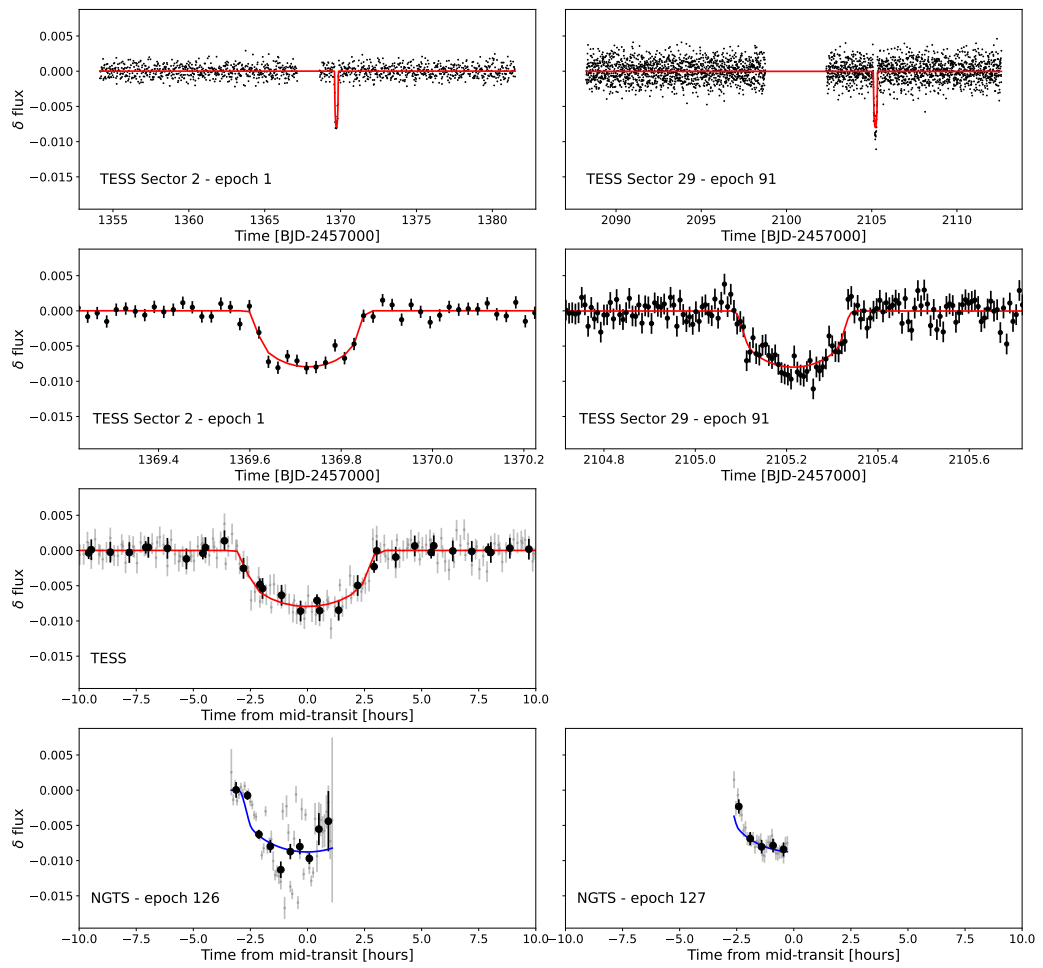 0.005
0.000
−0.005
−0.010
−0.015
δ flux
TESS Sector 2 - epoch 1
1355 1360 1365 1370 1375 1380
Time [BJD-2457000]
TESS Sector 29 - epoch 91
2090 2095 2100 2105 2110
Time [BJD-2457000]
0.005
0.000
−0.005
−0.010
−0.015
δ flux
TESS Sector 2 - epoch 1
1369.4 1369.6 1369.8 1370.0 1370.2
Time [BJD-2457000]
TESS Sector 29 - epoch 91
2104.8 2105.0 2105.2 2105.4 2105.6
Time [BJD-2457000]
0.005
0.000
−0.005
−0.010
−0.015
δ flux
TESS
−10.0 −7.5 −5.0 −2.5 0.0 2.5 5.0 7.5 10.0
Time from mid-transit [hours]
0.005
0.000
−0.005
−0.010
−0.015
δ flux
NGTS - epoch 126
−10.0 −7.5 −5.0 −2.5 0.0 2.5 5.0 7.5 10.0
Time from mid-transit [hours]
NGTS - epoch 127
−10.0 −7.5 −5.0 −2.5 0.0 2.5 5.0 7.5 10.0
Time from mid-transit [hours]